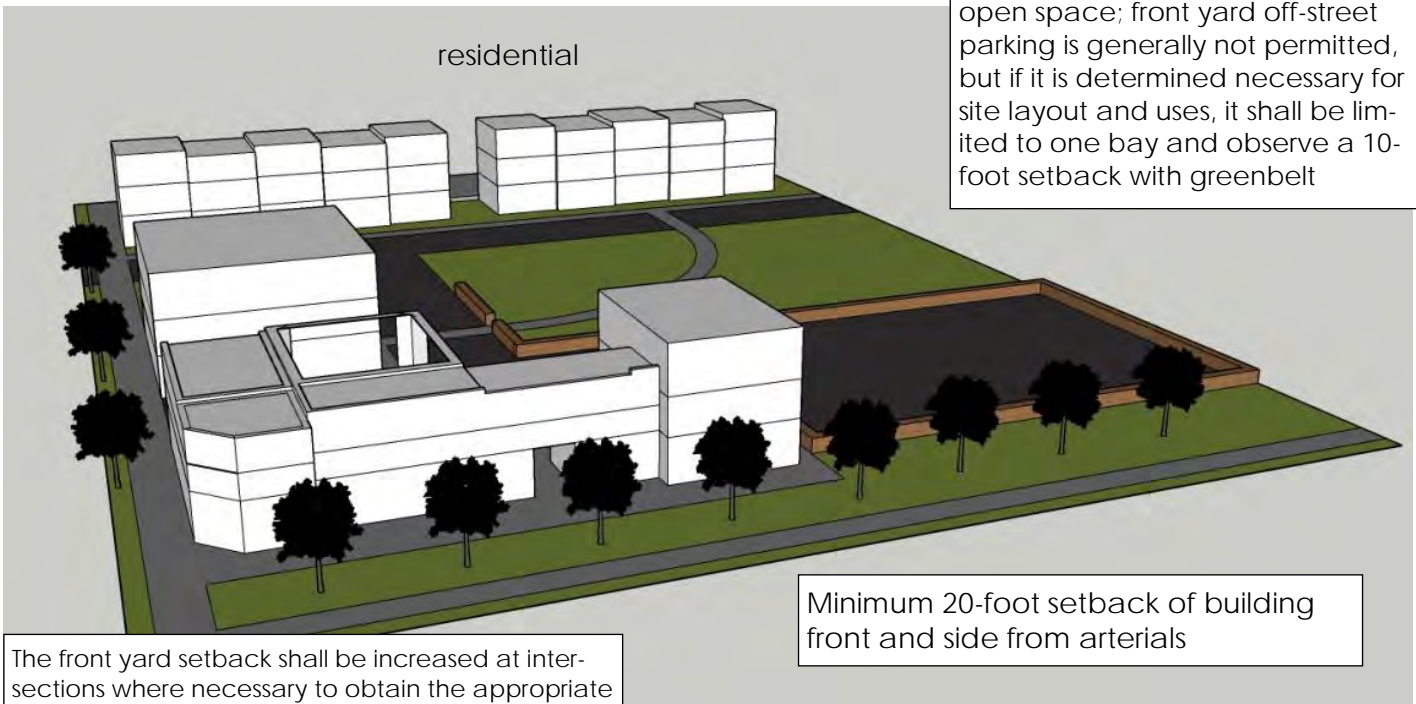 open space; front yard off-street
parking is generally not permitted,
but if it is determined necessary for
site layout and uses, it shall be lim-
ited to one bay and observe a 10-
foot setback with greenbelt
residential
Minimum 20-foot setback of building
front and side from arterials
The front yard setback shall be increased at inter-
sections where necessary to obtain the appropriate